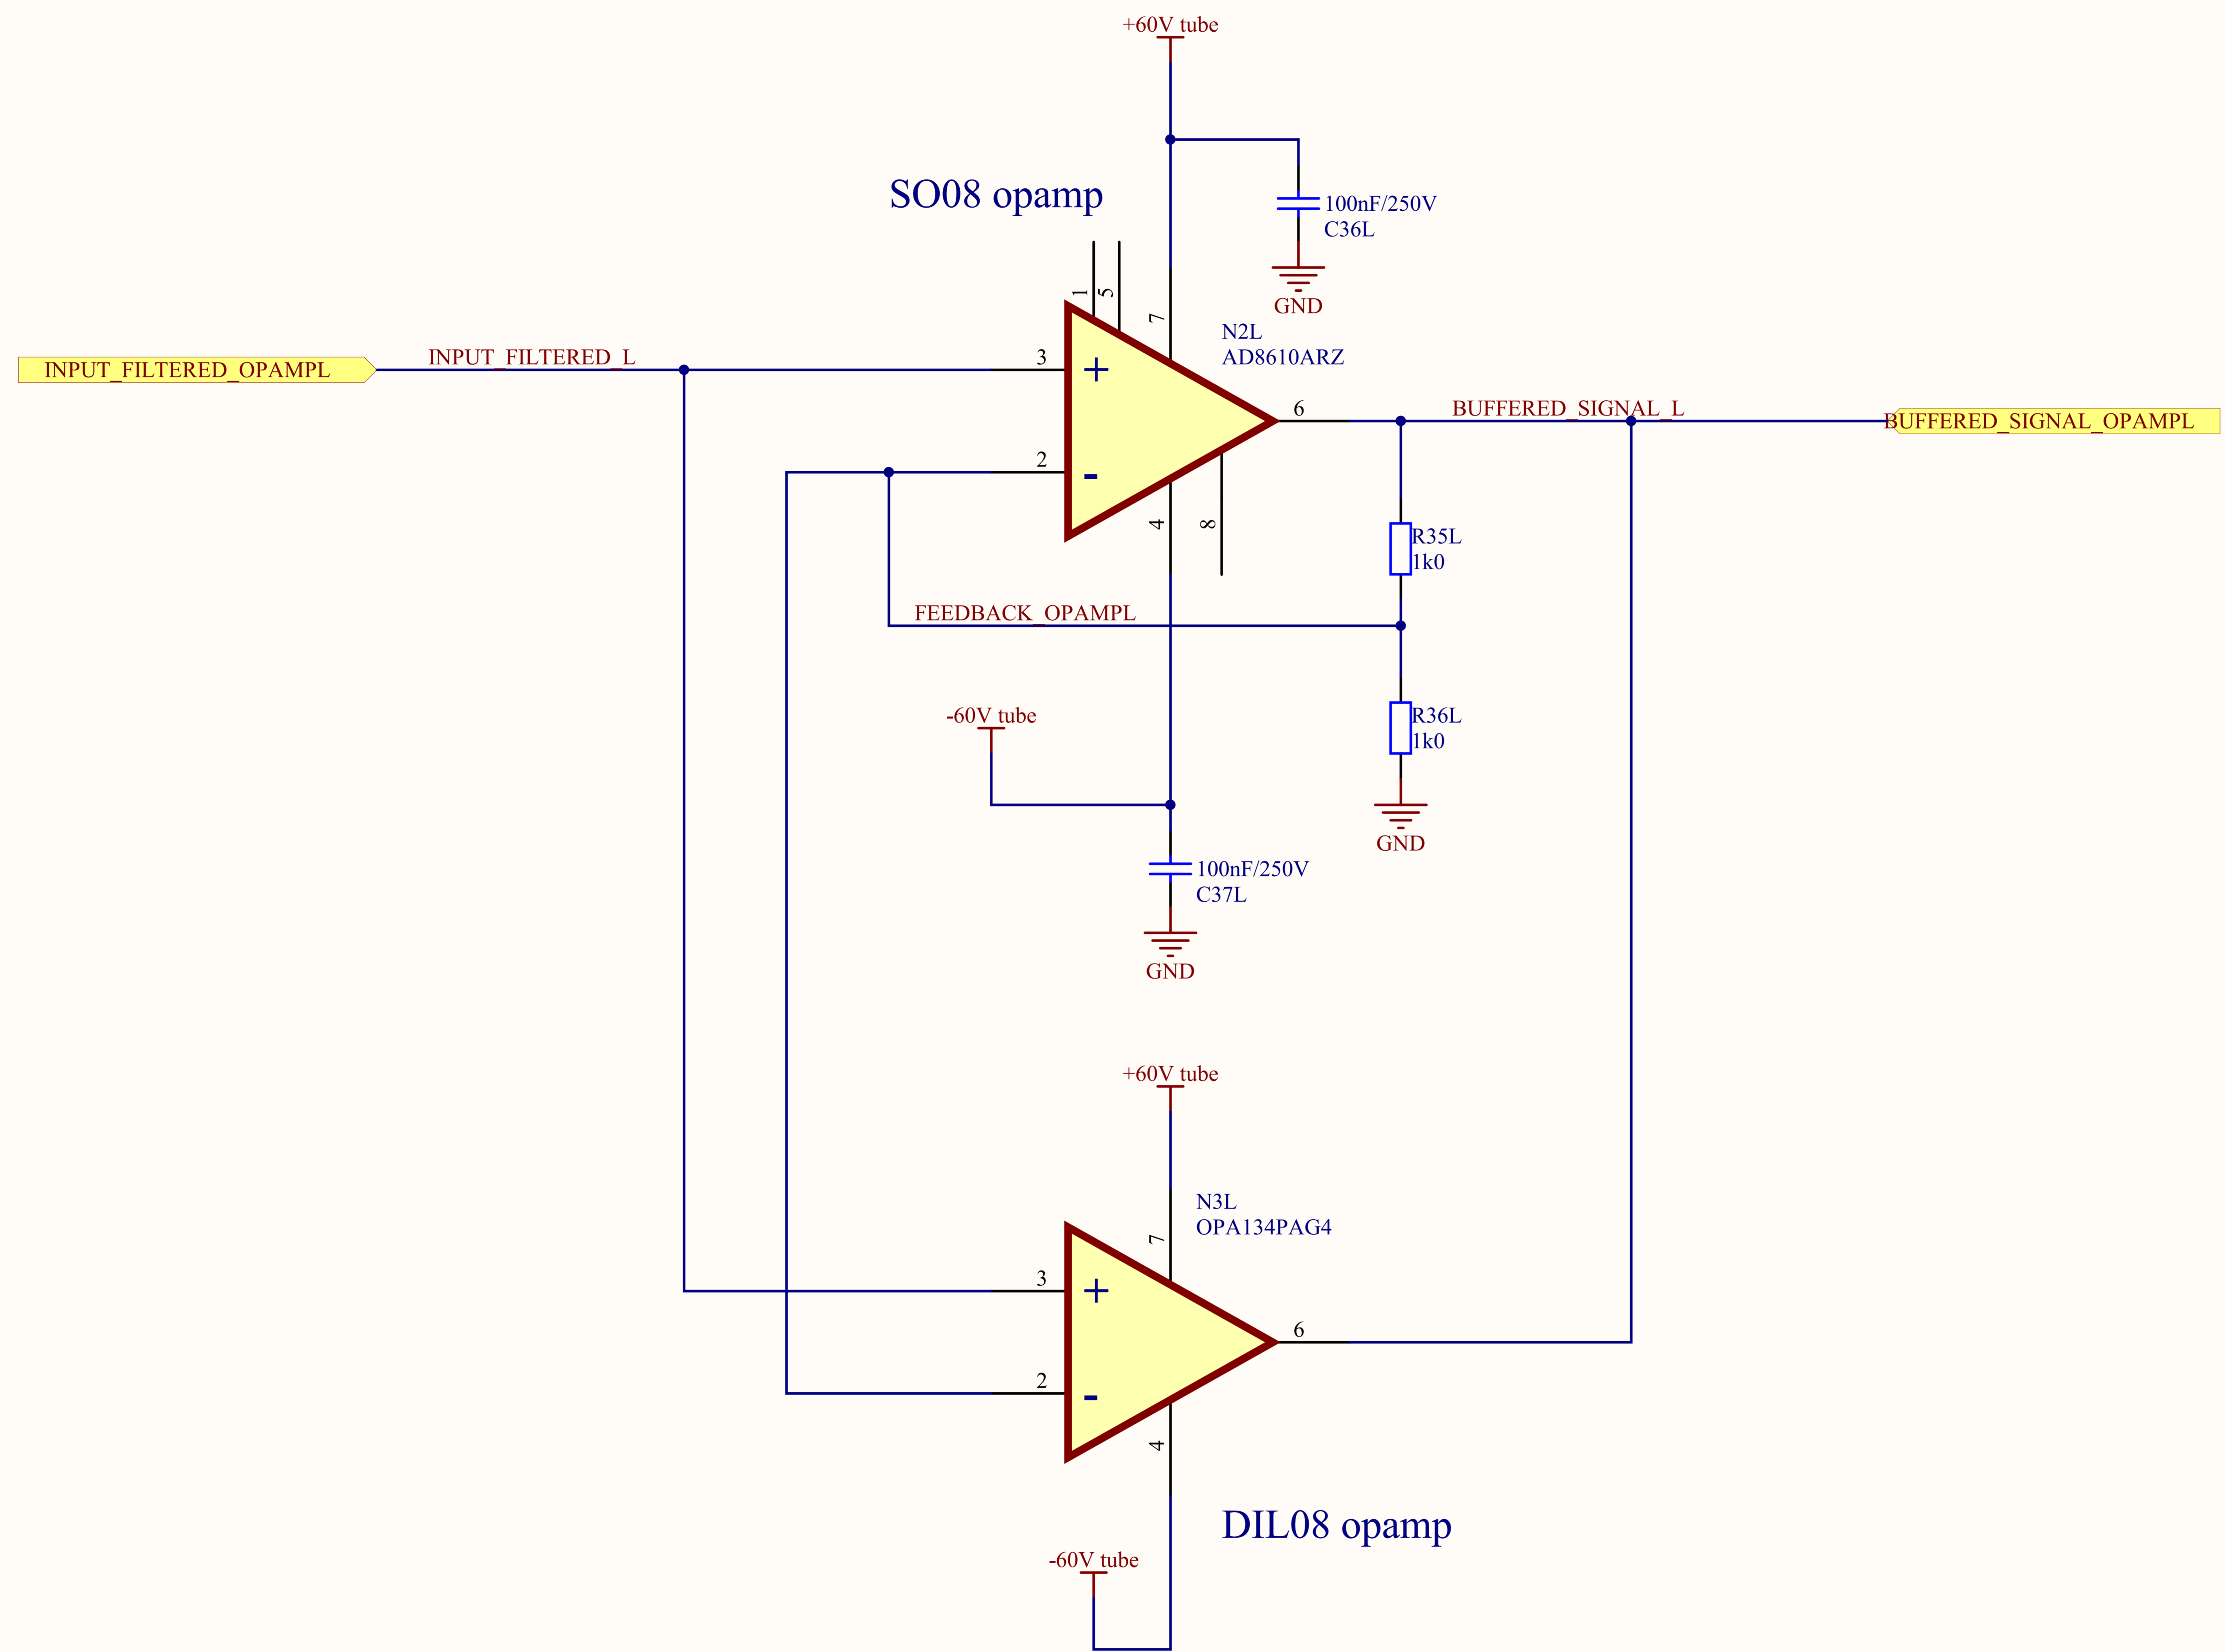 +60V tube
SO08 opamp
100nF/250V
C36L
GND
1
5
7
N2L
AD8610ARZ
INPUT_FILTERED_OPAMPL
INPUT_FILTERED_L
3
+
6
BUFFERED_SIGNAL_L
BUFFERED_SIGNAL_OPAMPL
2
-
4
8
R35L
1k0
FEEDBACK_OPAMPL
-60V tube
R36L
1k0
GND
100nF/250V
C37L
GND
+60V tube
N3L
OPA134PAG4
7
3
+
6
2
-
4
DIL08 opamp
-60V tube